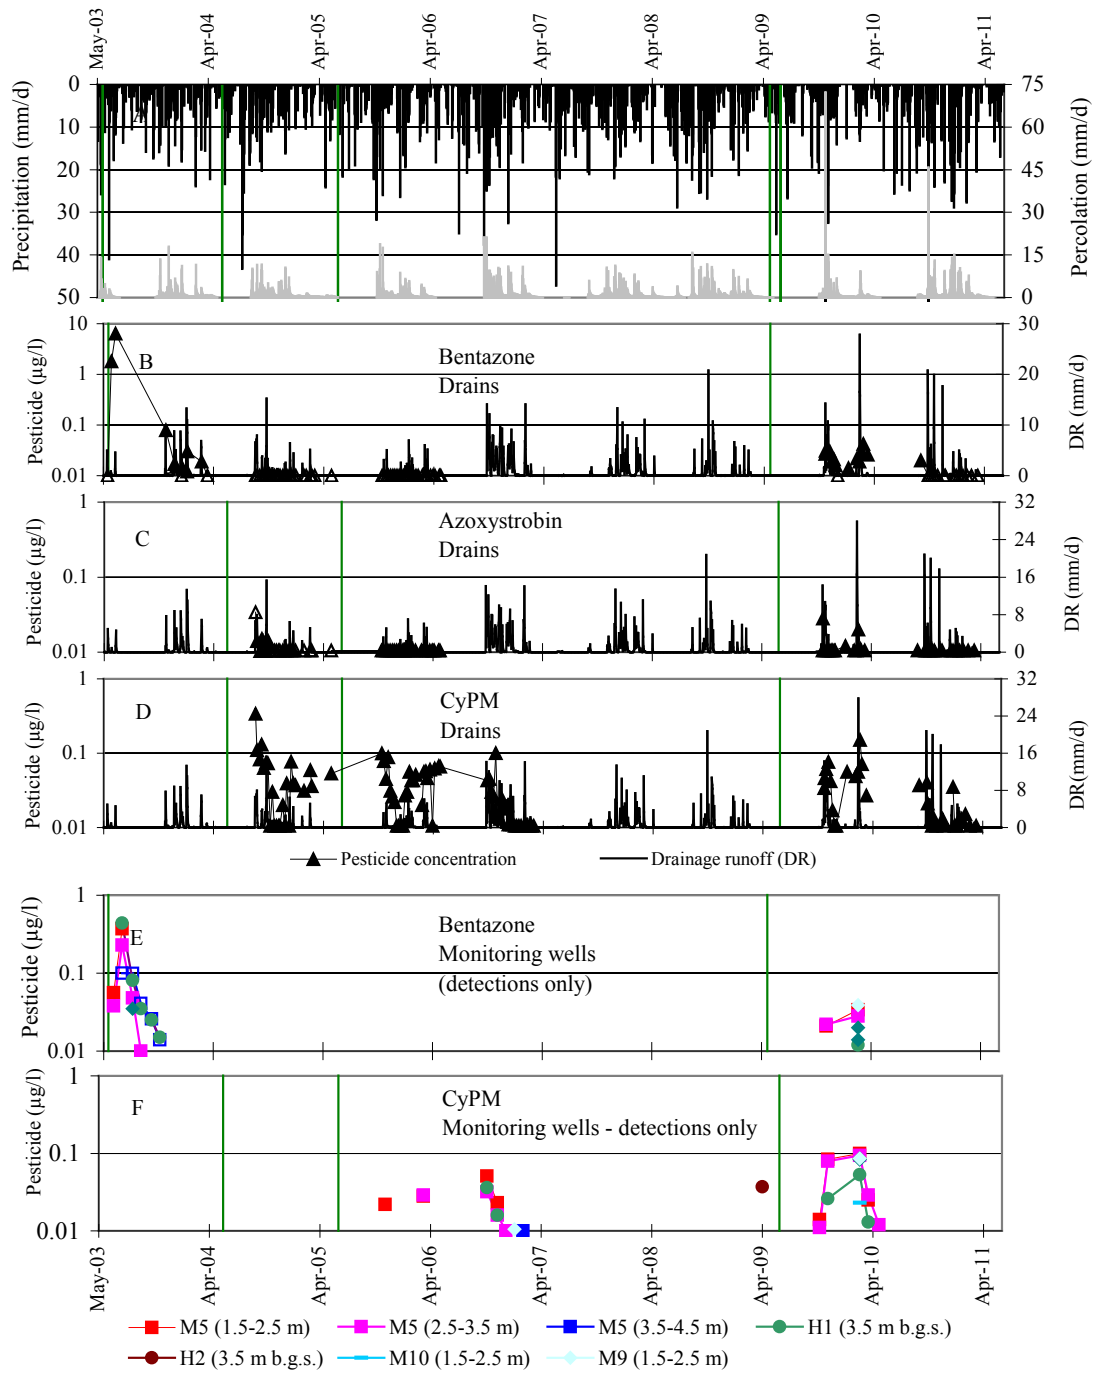 May-03 Apr-04 Apr-05 Apr-06 Apr-07 Apr-08 Apr-09 Apr-10 Apr-11
Precipitation (mm/d)
0
10
20
30
40
50
A
75
60
45
30
15
0
Percolation (mm/d)
Pesticide (µg/l)
10
1
0.1
0.01
B
Bentazone
Drains
30
20
10
0
DR (mm/d)
Pesticide (µg/l)
1
0.1
0.01
C
Azoxystrobin
Drains
32
24
16
8
0
DR (mm/d)
Pesticide (µg/l)
1
0.1
0.01
D
CyPM
Drains
32
24
16
8
0
DR(mm/d)
Pesticide concentration
Drainage runoff (DR)
Pesticide (µg/l)
1
0.1
0.01
E
Bentazone
Monitoring wells
(detections only)
Pesticide (µg/l)
1
0.1
0.01
F
CyPM
Monitoring wells - detections only
May-03 Apr-04 Apr-05 Apr-06 Apr-07 Apr-08 Apr-09 Apr-10 Apr-11
M5 (1.5-2.5 m) M5 (2.5-3.5 m) M5 (3.5-4.5 m) H1 (3.5 m b.g.s.)
H2 (3.5 m b.g.s.) M10 (1.5-2.5 m) M9 (1.5-2.5 m)